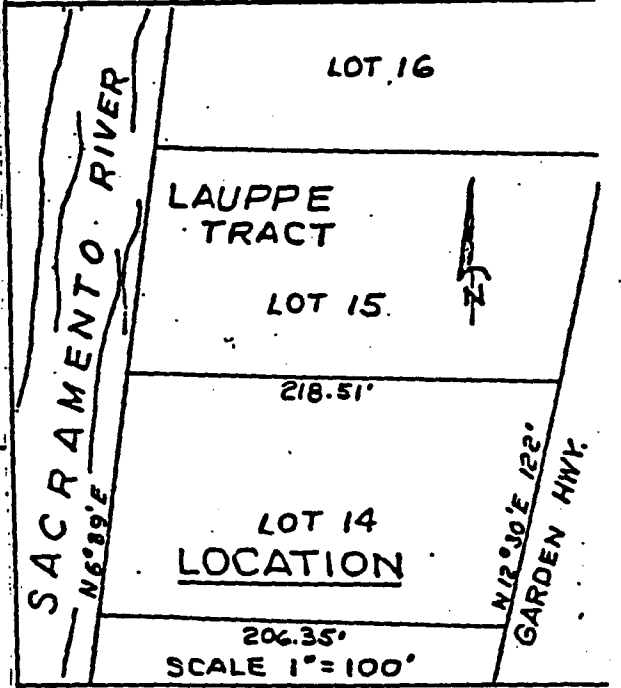 LOT 16
LAUPPE
TRACT
LOT 15
N
218.51'
SACRAMENTO RIVER
N6°89'E
LOT 14
LOCATION
N12°30'E 122'
GARDEN HWY.
206.35'
SCALE 1"=100'